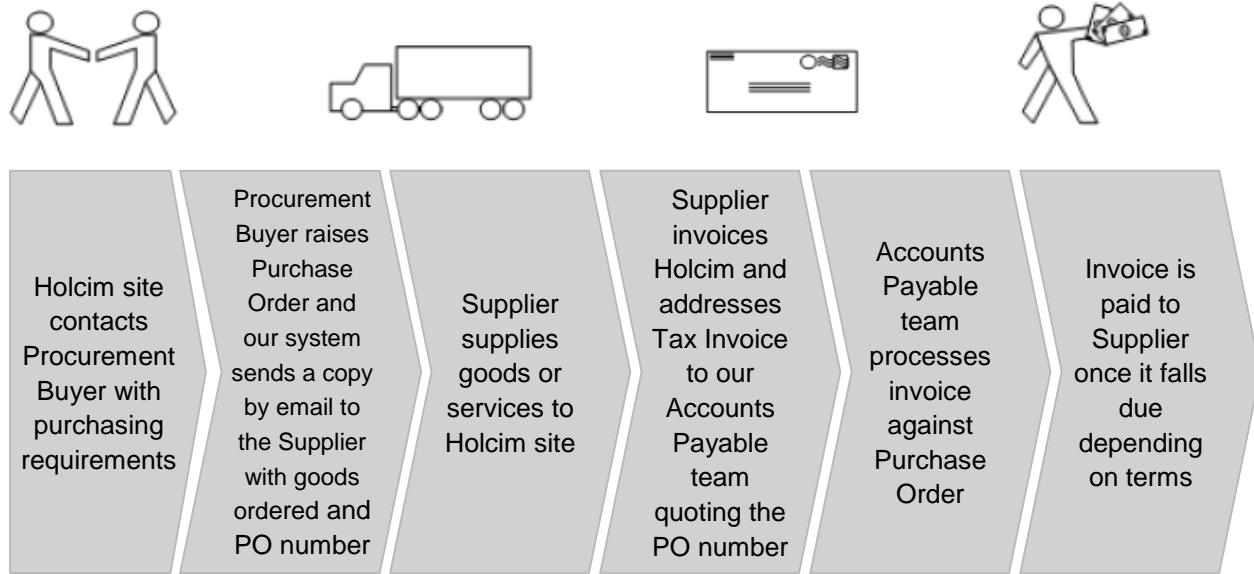 Holcim site
contacts
Procurement
Buyer with
purchasing
requirements
Procurement
Buyer raises
Purchase
Order and
our system
sends a copy
by email to
the Supplier
with goods
ordered and
PO number
Supplier
supplies
goods or
services to
Holcim site
Supplier
invoices
Holcim and
addresses
Tax Invoice
to our
Accounts
Payable
team
quoting the
PO number
Accounts
Payable
team
processes
invoice
against
Purchase
Order
Invoice is
paid to
Supplier
once it falls
due
depending
on terms